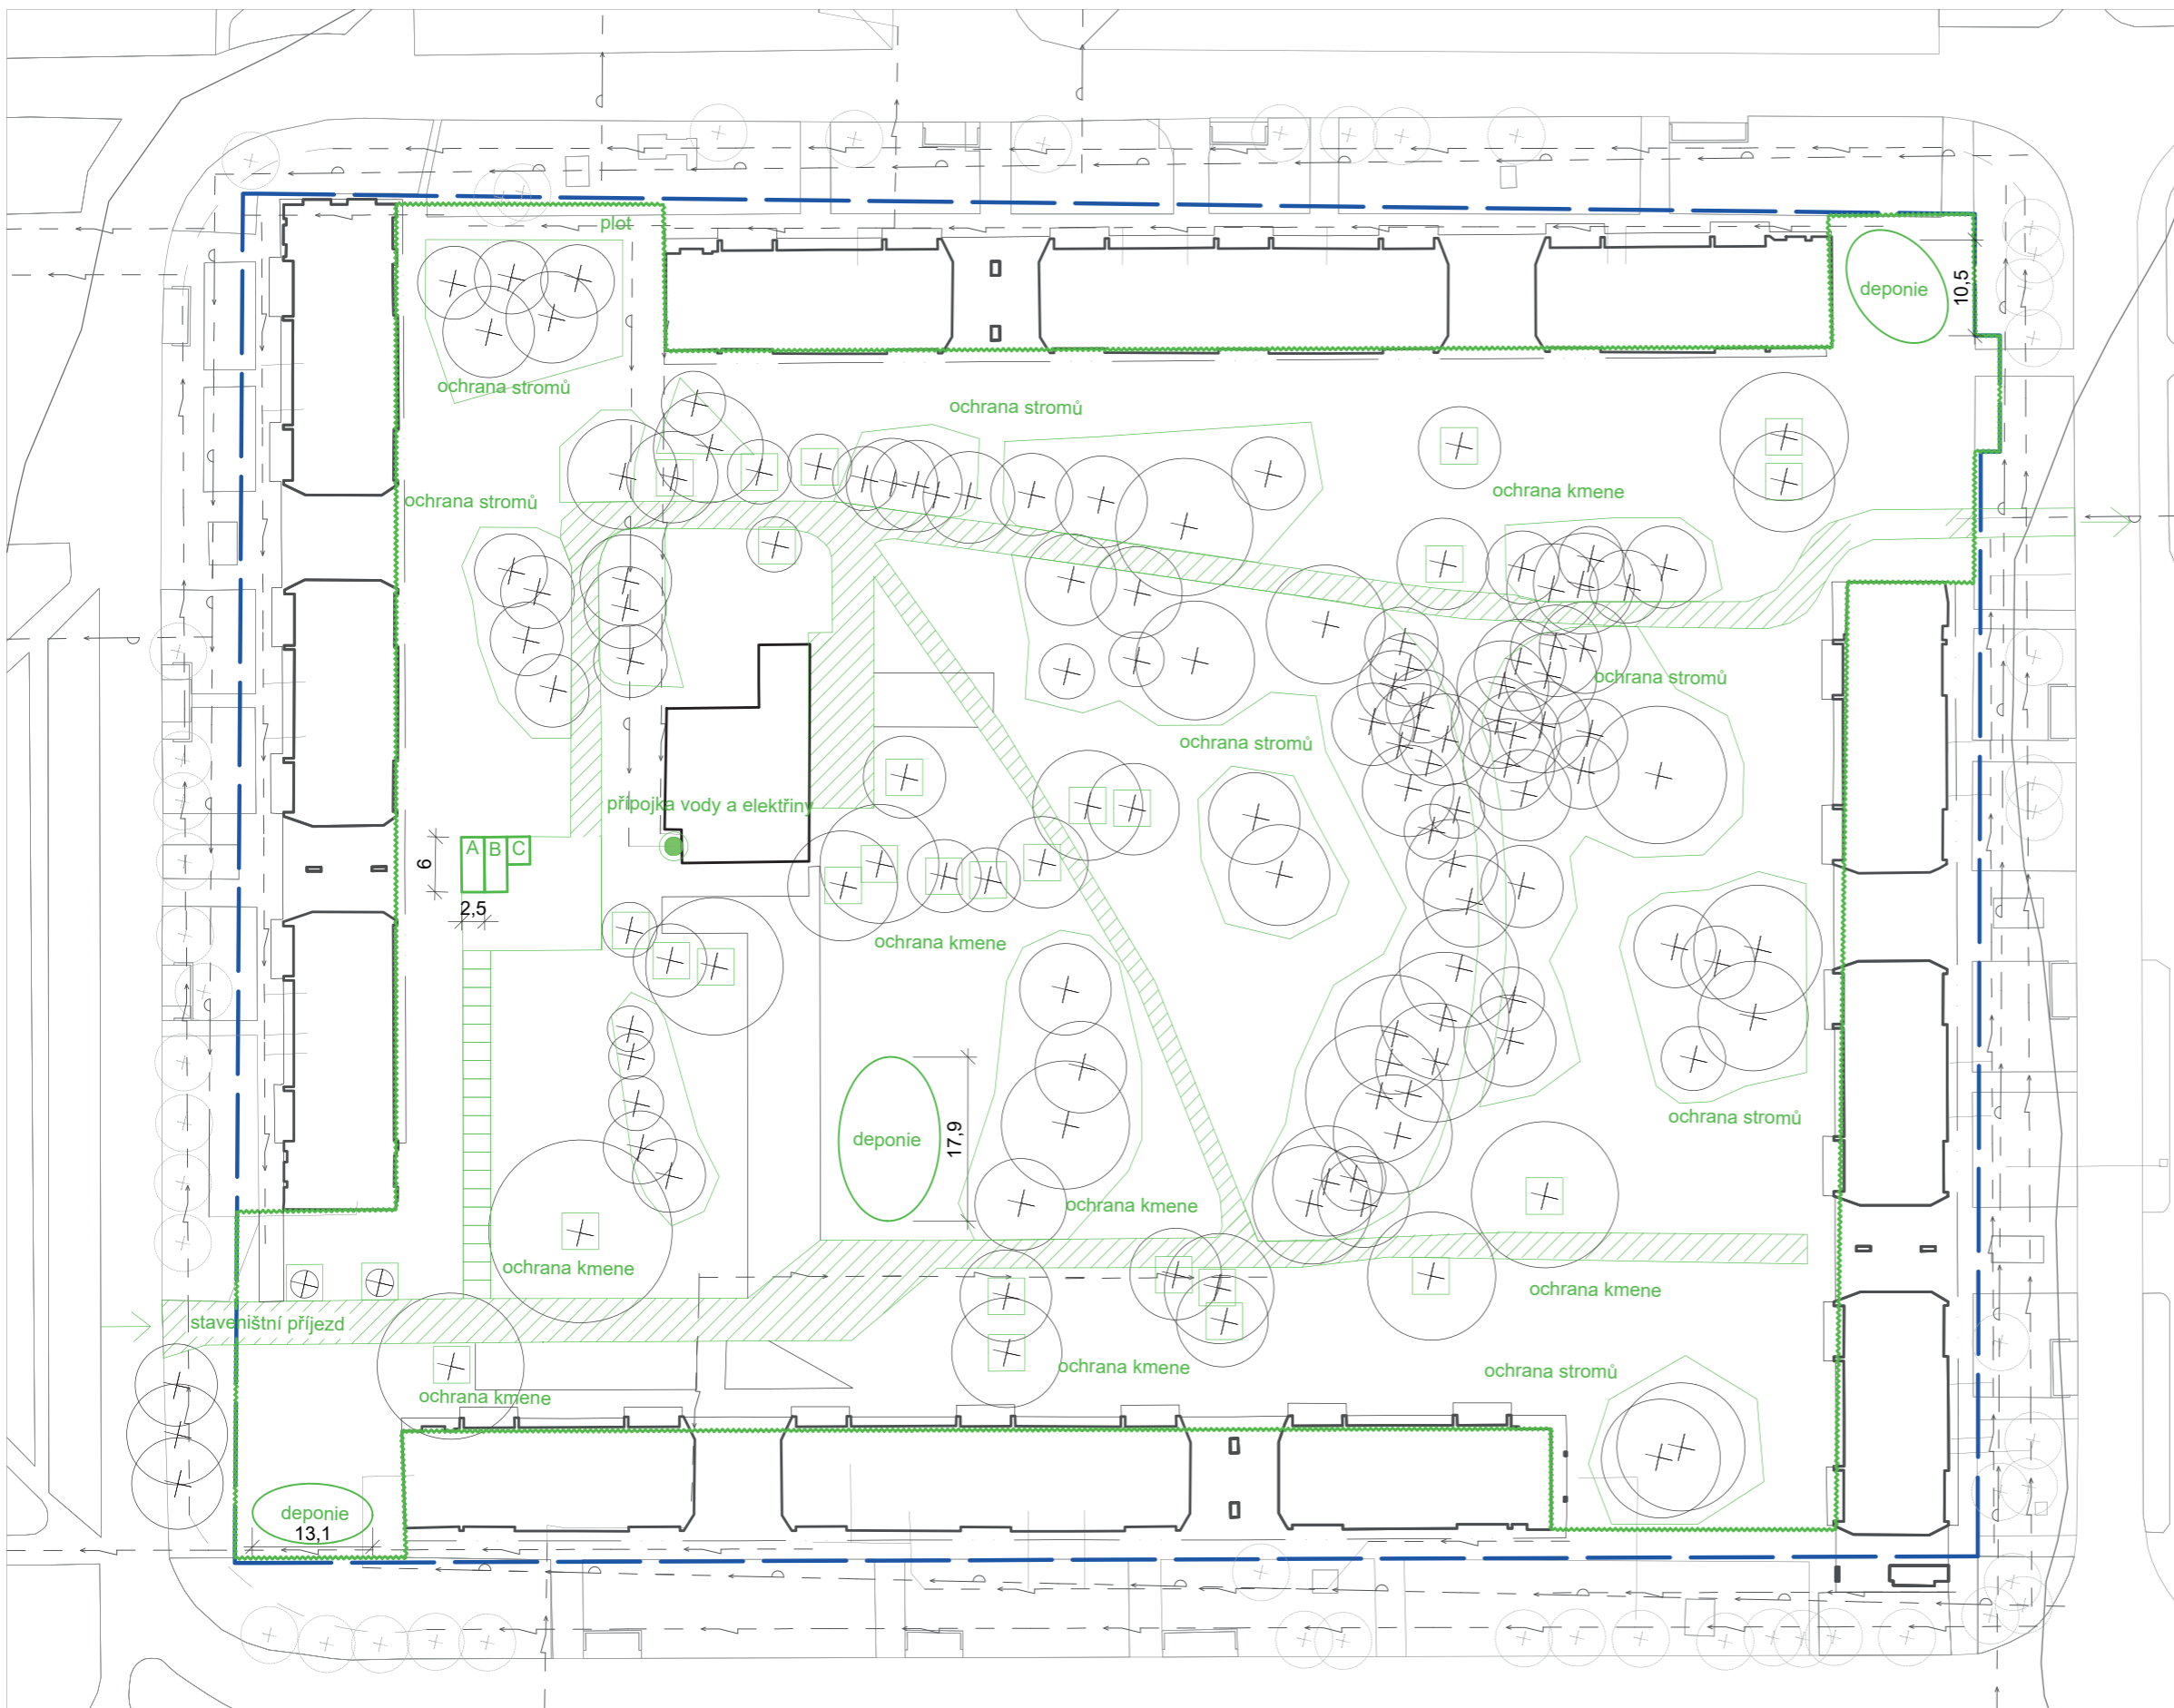 plot
deponie
10,5
ochrana stromů
ochrana stromů
ochrana stromů
ochrana kmene
ochrana stromů
ochrana stromů
přípojka vody a elektřiny
A B C
6
2,5
ochrana kmene
deponie
17,9
ochrana stromů
ochrana kmene
ochrana kmene
ochrana kmene
staveništní příjezd
ochrana kmene
ochrana stromů
ochrana kmene
deponie
13,1